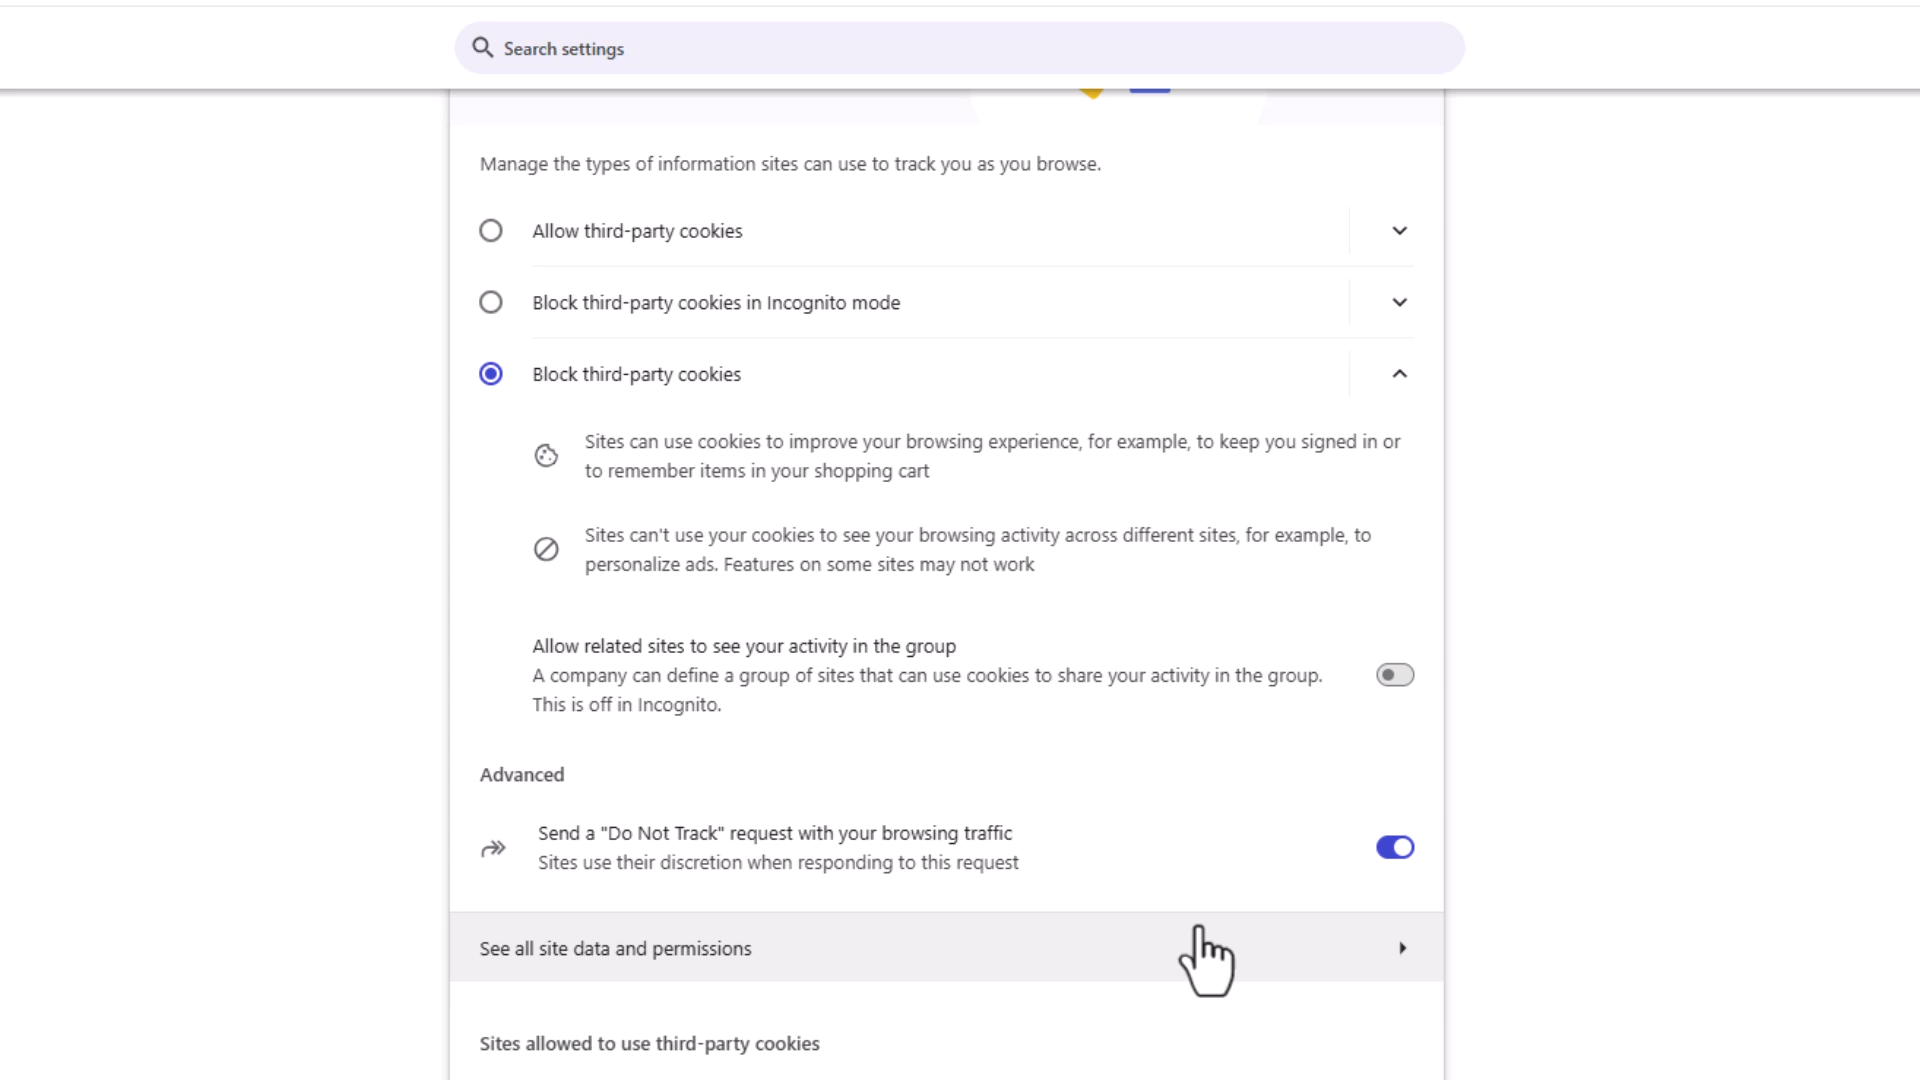 Search settings
Manage the types of information sites can use to track you as you browse.
Allow third-party cookies
Block third-party cookies in Incognito mode
Block third-party cookies
Sites can use cookies to improve your browsing experience, for example, to keep you signed in or
to remember items in your shopping cart
Sites can't use your cookies to see your browsing activity across different sites, for example, to
personalize ads. Features on some sites may not work
Allow related sites to see your activity in the group
A company can define a group of sites that can use cookies to share your activity in the group.
This is off in Incognito.
Advanced
Send a "Do Not Track" request with your browsing traffic
Sites use their discretion when responding to this request
See all site data and permissions
Sites allowed to use third-party cookies